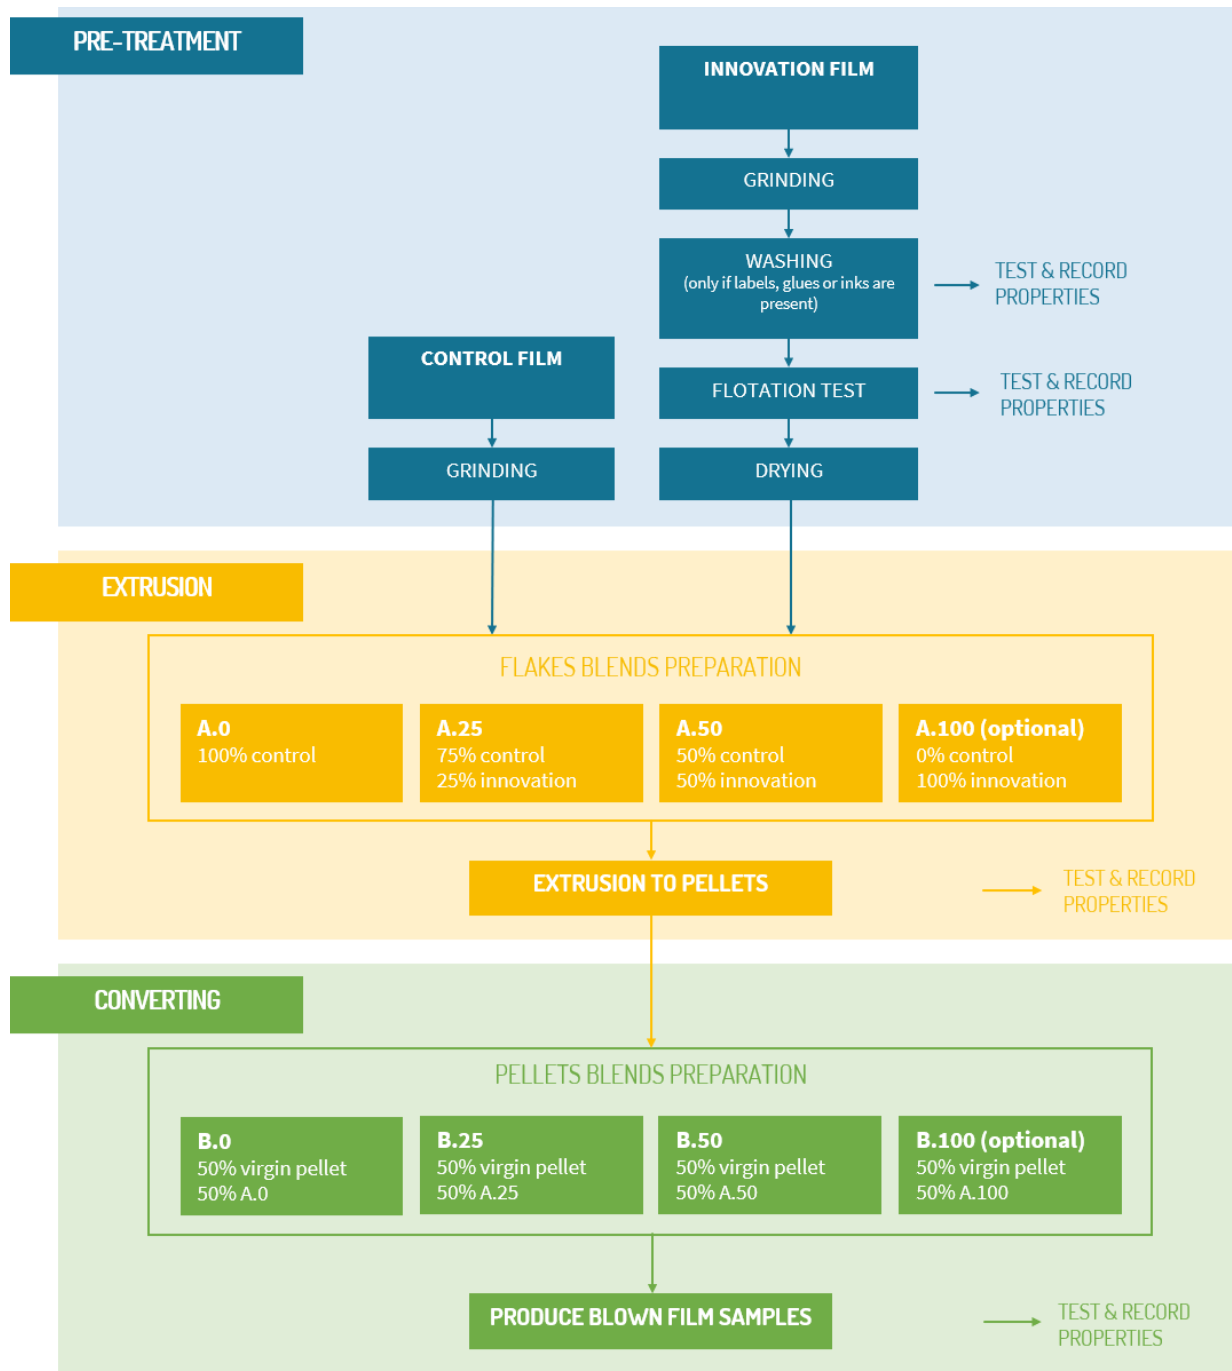 PRE-TREATMENT
INNOVATION FILM
GRINDING
WASHING
(only if labels, glues or inks are
present)
TEST & RECORD
PROPERTIES
CONTROL FILM
FLOTATION TEST
TEST & RECORD
PROPERTIES
GRINDING
DRYING
EXTRUSION
FLAKES BLENDS PREPARATION
A.0
100% control
A.25
75% control
25% innovation
A.50
50% control
50% innovation
A.100 (optional)
0% control
100% innovation
EXTRUSION TO PELLETS
TEST & RECORD
PROPERTIES
CONVERTING
PELLETS BLENDS PREPARATION
B.0
50% virgin pellet
50% A.0
B.25
50% virgin pellet
50% A.25
B.50
50% virgin pellet
50% A.50
B.100 (optional)
50% virgin pellet
50% A.100
PRODUCE BLOWN FILM SAMPLES
TEST & RECORD
PROPERTIES